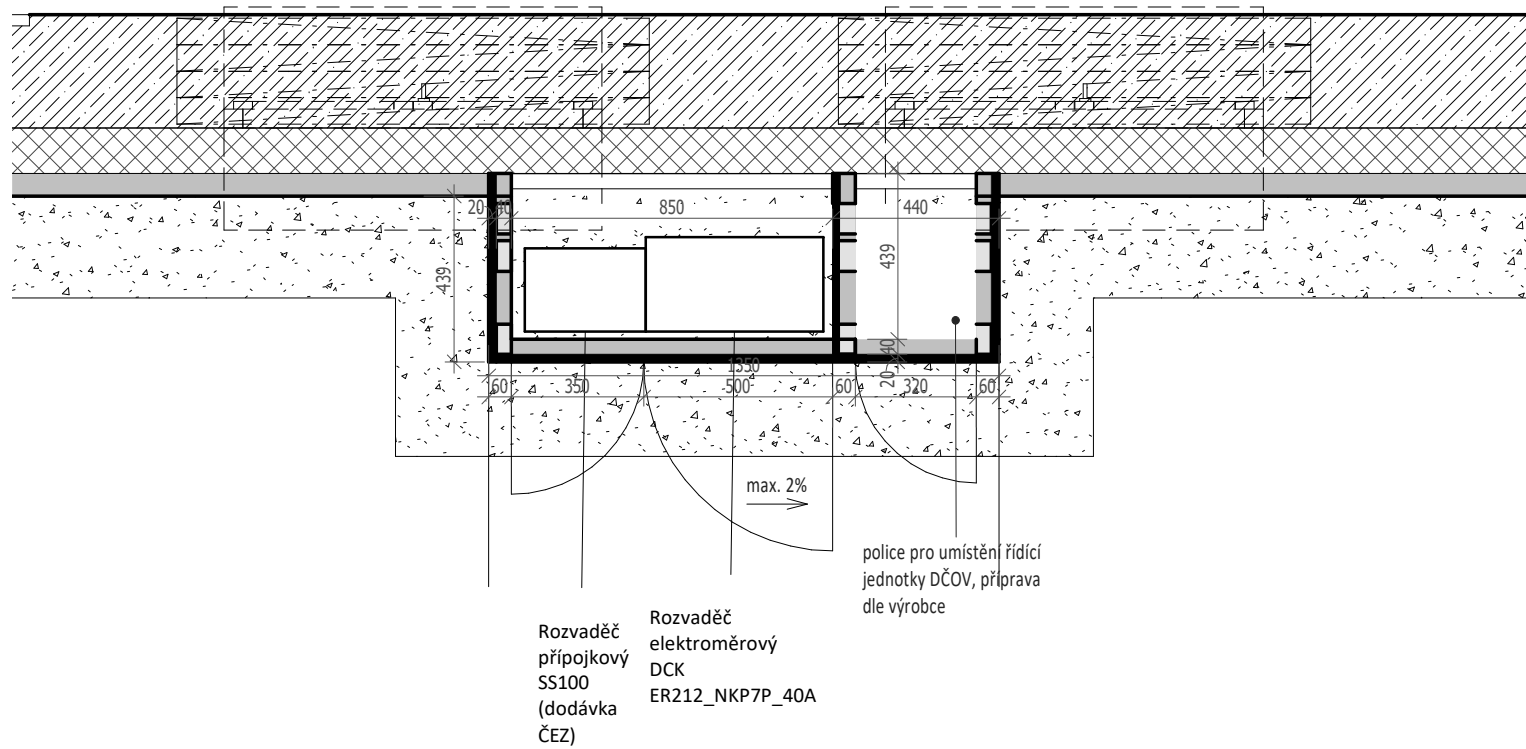 20
40
850
440
439
439
40
20
1350
60
350
500
60
320
60
max. 2%
police pro umístění řídící
jednotky DČOV, příprava
dle výrobce
Rozvaděč
přípojkový
SS100
(dodávka
ČEZ)
Rozvaděč
elektroměrový
DCK
ER212_NKP7P_40A